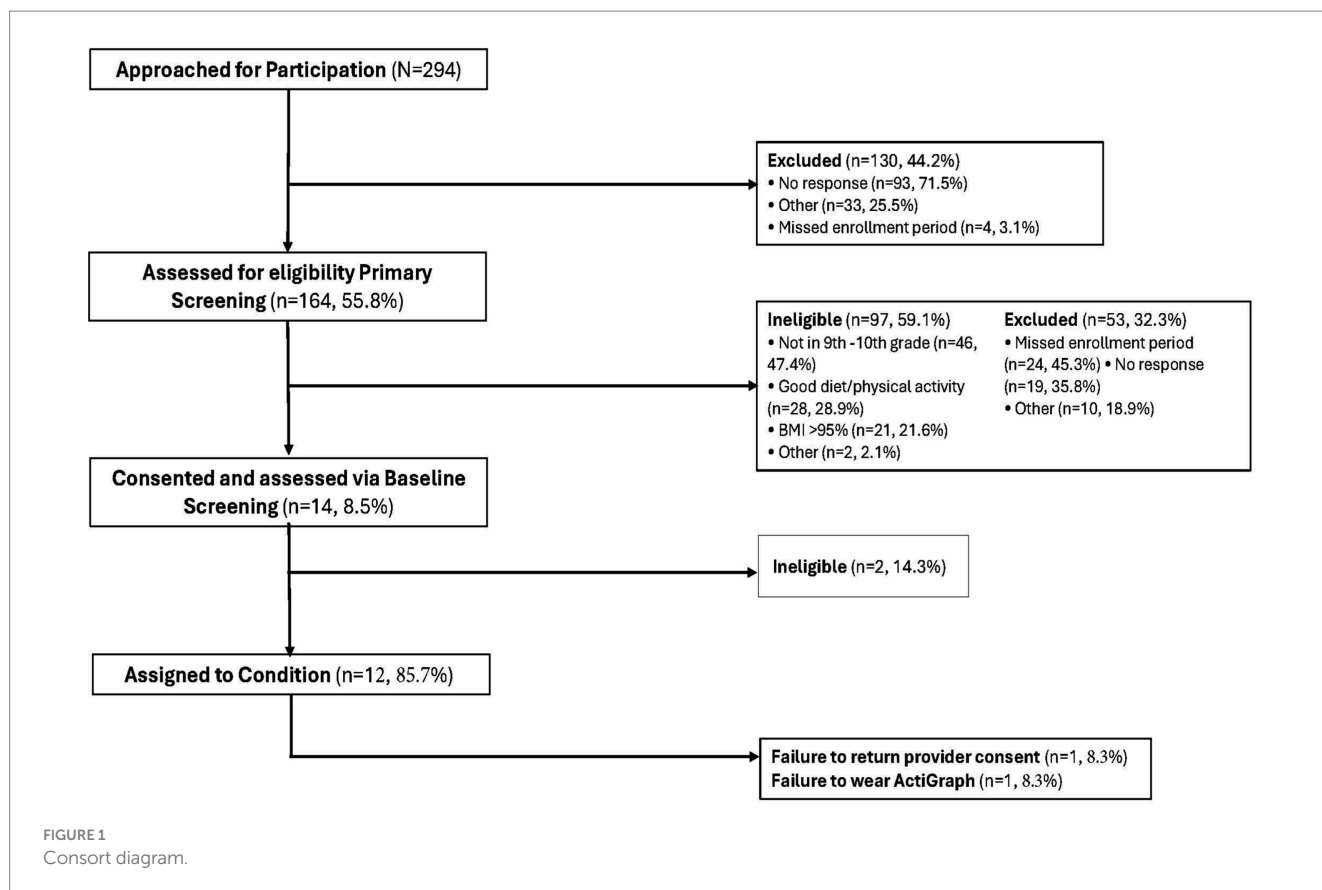 Approached for Participation (N=294)
Excluded (n=130, 44.2%)
• No response (n=93, 71.5%)
• Other (n=33, 25.5%)
• Missed enrollment period (n=4, 3.1%)
Assessed for eligibility Primary
Screening (n=164, 55.8%)
Ineligible (n=97, 59.1%)
• Not in 9th -10th grade (n=46,
47.4%)
• Good diet/physical activity
(n=28, 28.9%)
• BMI >95% (n=21, 21.6%)
• Other (n=2, 2.1%)
Excluded (n=53, 32.3%)
• Missed enrollment period
(n=24, 45.3%) • No response
(n=19, 35.8%)
• Other (n=10, 18.9%)
Consented and assessed via Baseline
Screening (n=14, 8.5%)
Ineligible (n=2, 14.3%)
Assigned to Condition (n=12, 85.7%)
Failure to return provider consent (n=1, 8.3%)
Failure to wear ActiGraph (n=1, 8.3%)
FIGURE 1
Consort diagram.